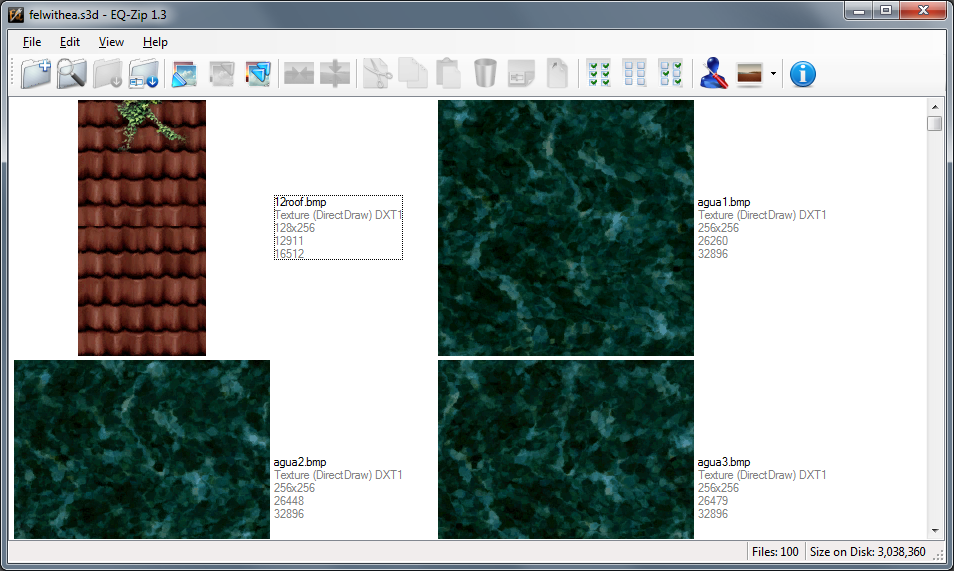 felwithea.s3d - EQ-Zip 1.3
File Edit View Help
12roof.bmp
Texture (DirectDraw) DXT1
128x256
12911
16512
agua1.bmp
Texture (DirectDraw) DXT1
256x256
26260
32896
agua2.bmp
Texture (DirectDraw) DXT1
256x256
26448
32896
agua3.bmp
Texture (DirectDraw) DXT1
256x256
26479
32896
Files: 100 Size on Disk: 3,038,360